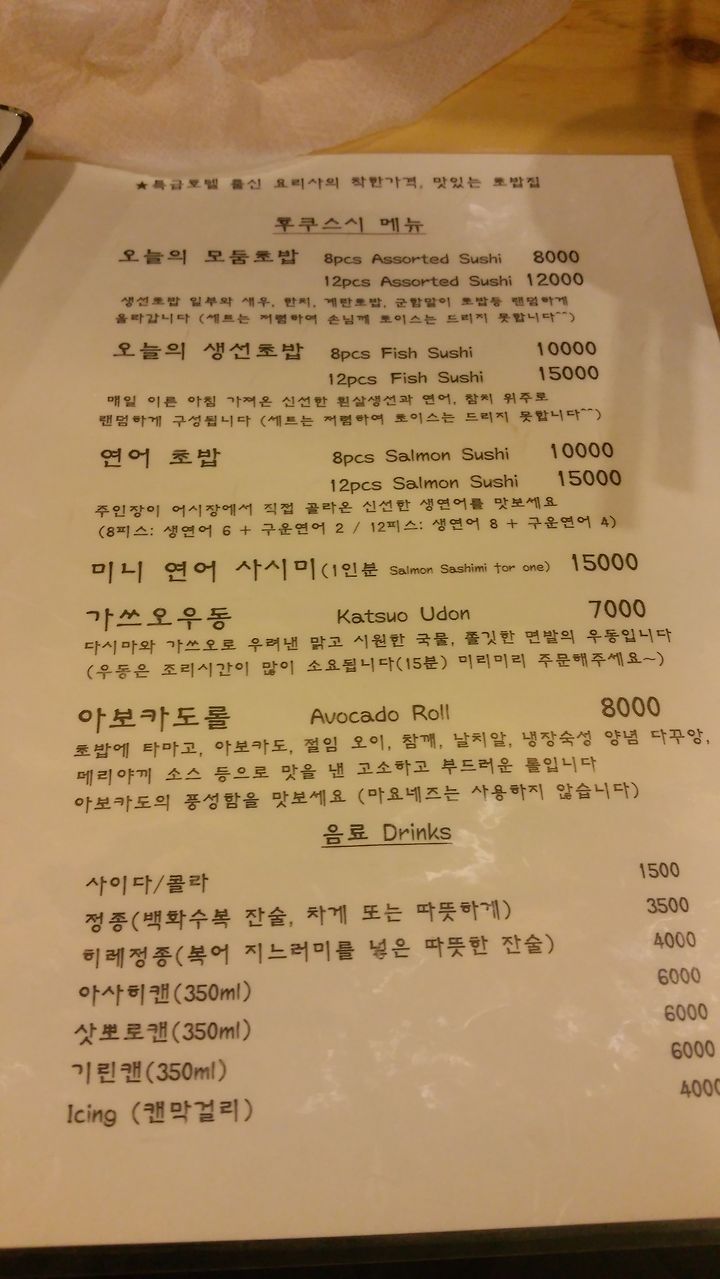 ★특급호텔 출신 요리사의 착한가격, 맛있는 초밥집
후쿠스시 메뉴
오늘의 모둠초밥 8pcs Assorted Sushi 8000
12pcs Assorted Sushi 12000
생선초밥 일부와 새우, 한치, 계란초밥, 군함말이 초밥등 랜덤하게
올라갑니다 (세트는 저렴하여 손님께 초이스는 드리지 못합니다^^)
오늘의 생선초밥 8pcs Fish Sushi 10000
12pcs Fish Sushi 15000
매일 이른 아침 가져온 신선한 흰살생선과 연어, 참치 위주로
랜덤하게 구성됩니다 (세트는 저렴하여 초이스는 드리지 못합니다^^)
연어 초밥 8pcs Salmon Sushi 10000
12pcs Salmon Sushi 15000
주인장이 어시장에서 직접 골라온 신선한 생연어를 맛보세요
(8피스: 생연어 6 + 구운연어 2 / 12피스: 생연어 8 + 구운연어 4)
미니 연어 사시미(1인분 Salmon Sashimi for one) 15000
가쓰오우동 Katsuo Udon 7000
다시마와 가쓰오로 우려낸 맑고 시원한 국물, 쫄깃한 면발의 우동입니다
(우동은 조리시간이 많이 소요됩니다(15분) 미리미리 주문해주세요~)
아보카도롤 Avocado Roll 8000
초밥에 타마고, 아보카도, 절임 오이, 참깨, 날치알, 냉장숙성 양념 다꾸앙,
데리야끼 소스 등으로 맛을 낸 고소하고 부드러운 롤입니다
아보카도의 풍성함을 맛보세요 (마요네즈는 사용하지 않습니다)
음료 Drinks
사이다/콜라 1500
정종(백화수복 잔술, 차게 또는 따뜻하게) 3500
히레정종(복어 지느러미를 넣은 따뜻한 잔술) 4000
아사히캔(350ml) 6000
삿뽀로캔(350ml) 6000
기린캔(350ml) 6000
Icing (캔막걸리) 4000